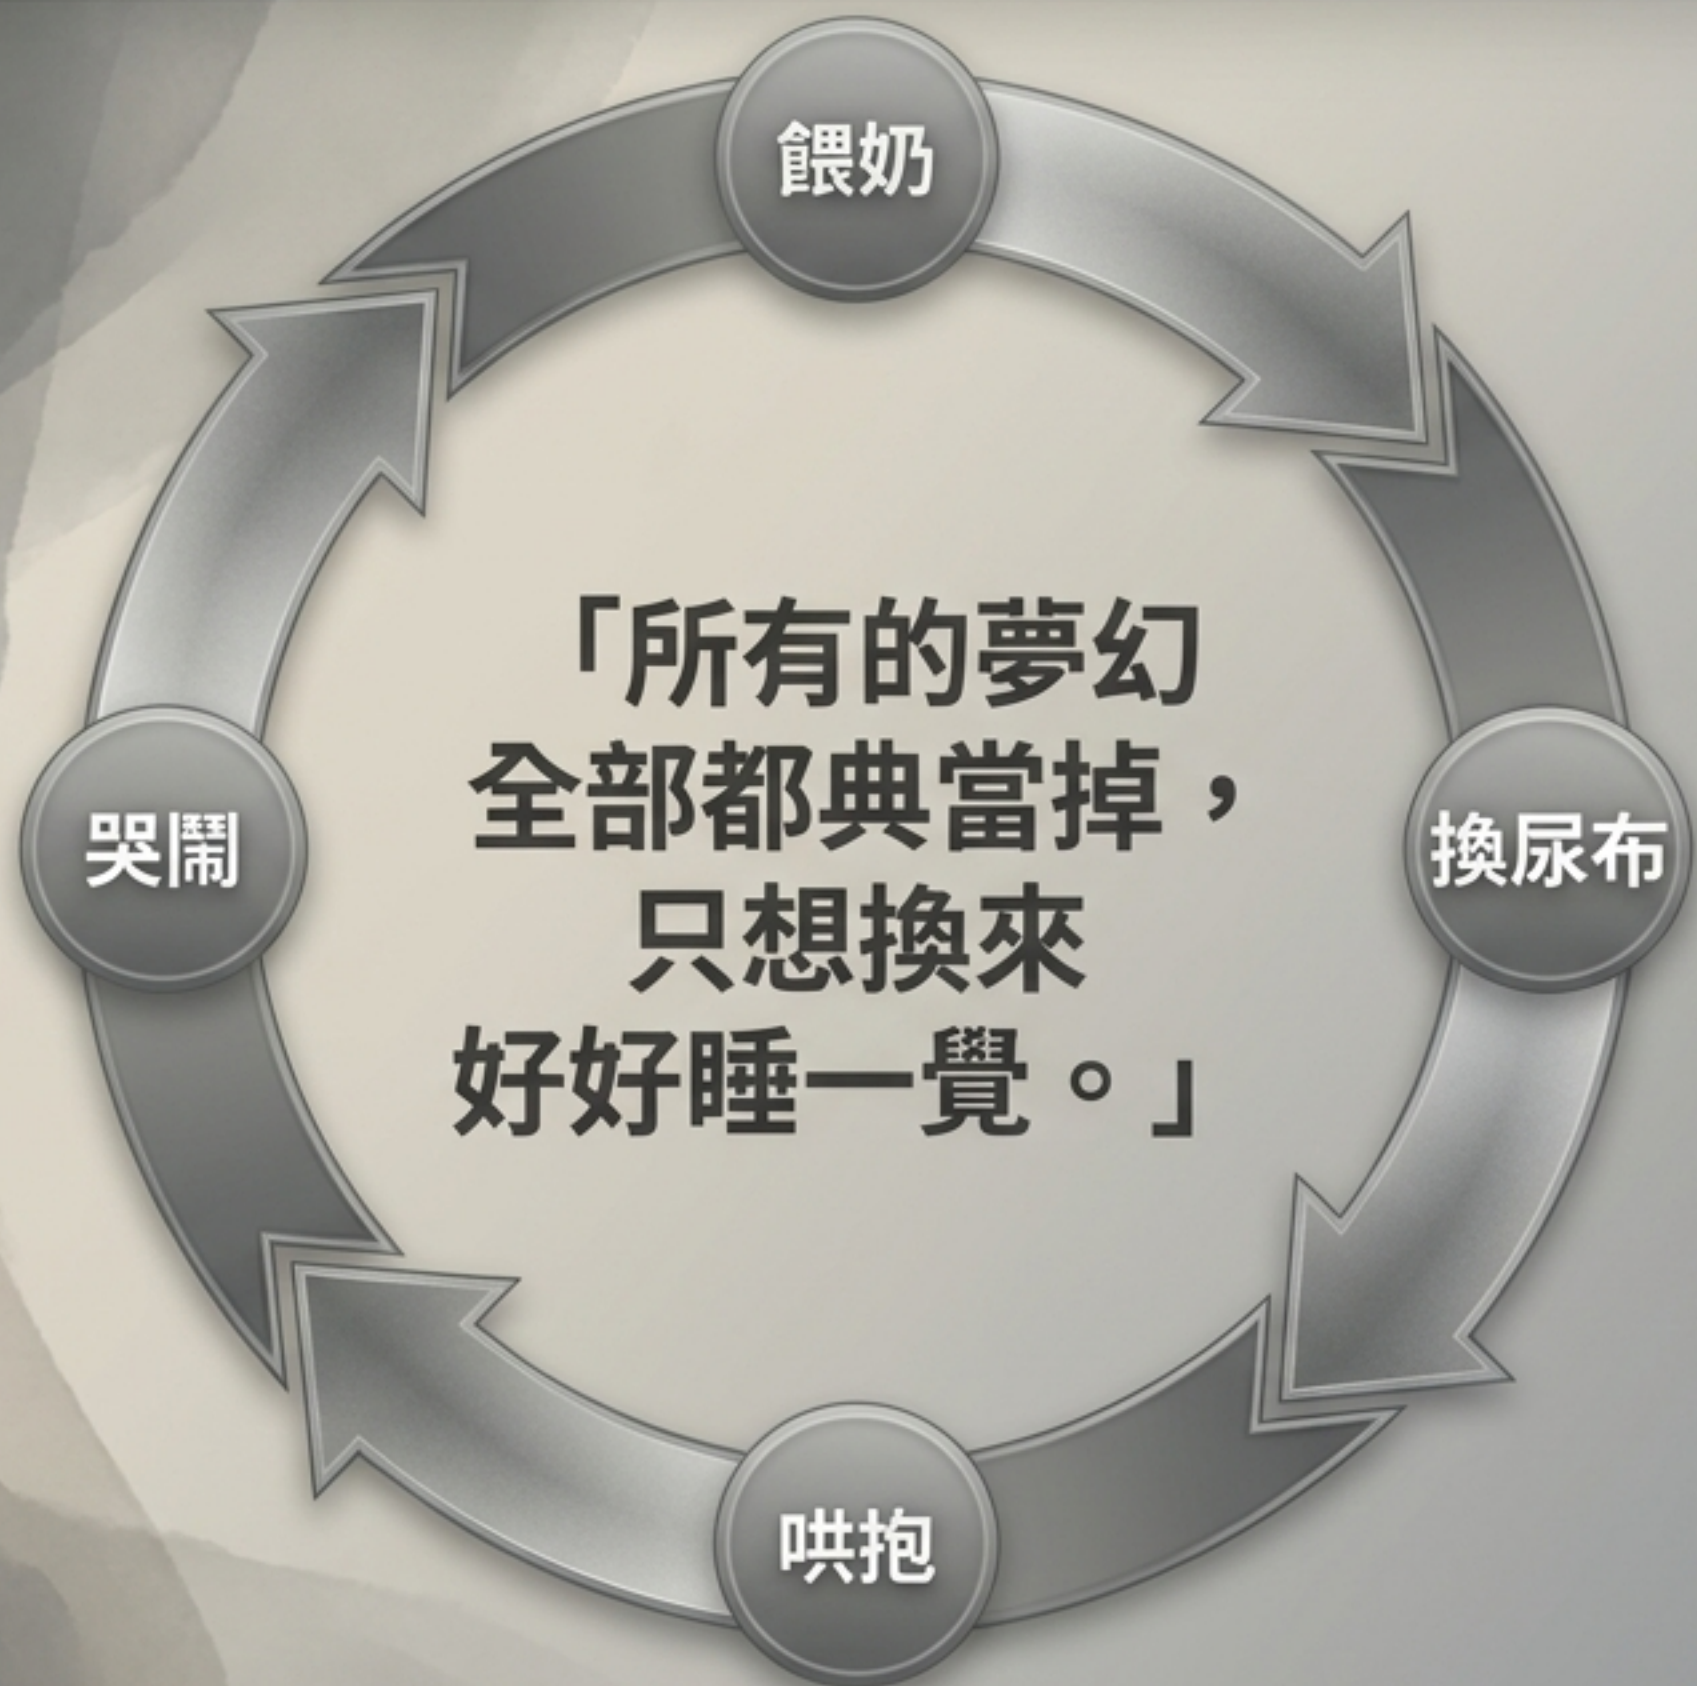 餵奶
「所有的夢幻
全部都典當掉，
只想換來
好好睡一覺。」
哭鬧
換尿布
哄抱